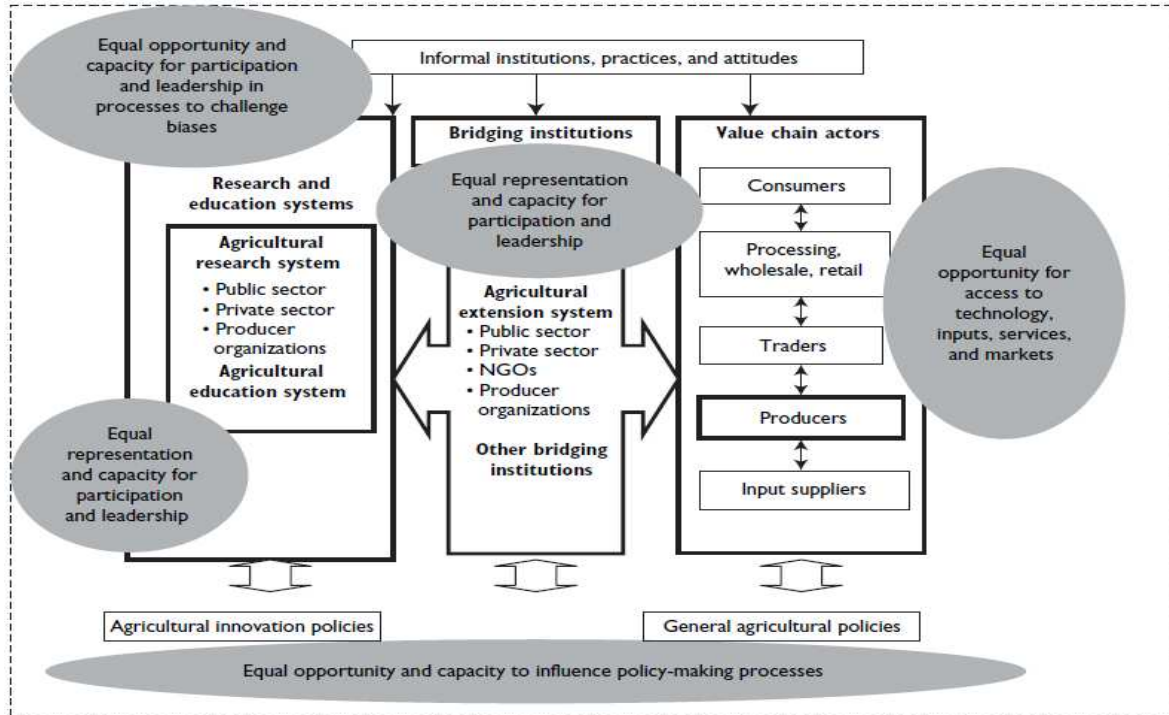 Equal opportunity and
capacity for participation
and leadership in
processes to challenge
biases
Informal institutions, practices, and attitudes
Research and
education systems
Agricultural
research system
• Public sector
• Private sector
• Producer
organizations
Agricultural
education system
Equal
representation
and capacity for
participation
and leadership
Bridging institutions
Equal representation
and capacity for
participation and
leadership
Agricultural
extension system
• Public sector
• Private sector
• NGOs
• Producer
organizations
Other bridging
institutions
Value chain actors
Consumers
Processing,
wholesale, retail
Traders
Producers
Input suppliers
Equal
opportunity for
access to
technology,
inputs, services,
and markets
Agricultural innovation policies
General agricultural policies
Equal opportunity and capacity to influence policy-making processes